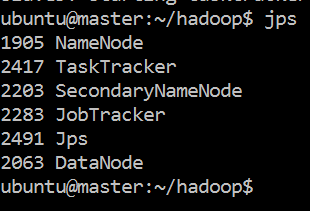 ubuntu@master:~/hadoop$ jps
1905 NameNode
2417 TaskTracker
2203 SecondaryNameNode
2283 JobTracker
2491 Jps
2063 DataNode
ubuntu@master:~/hadoop$